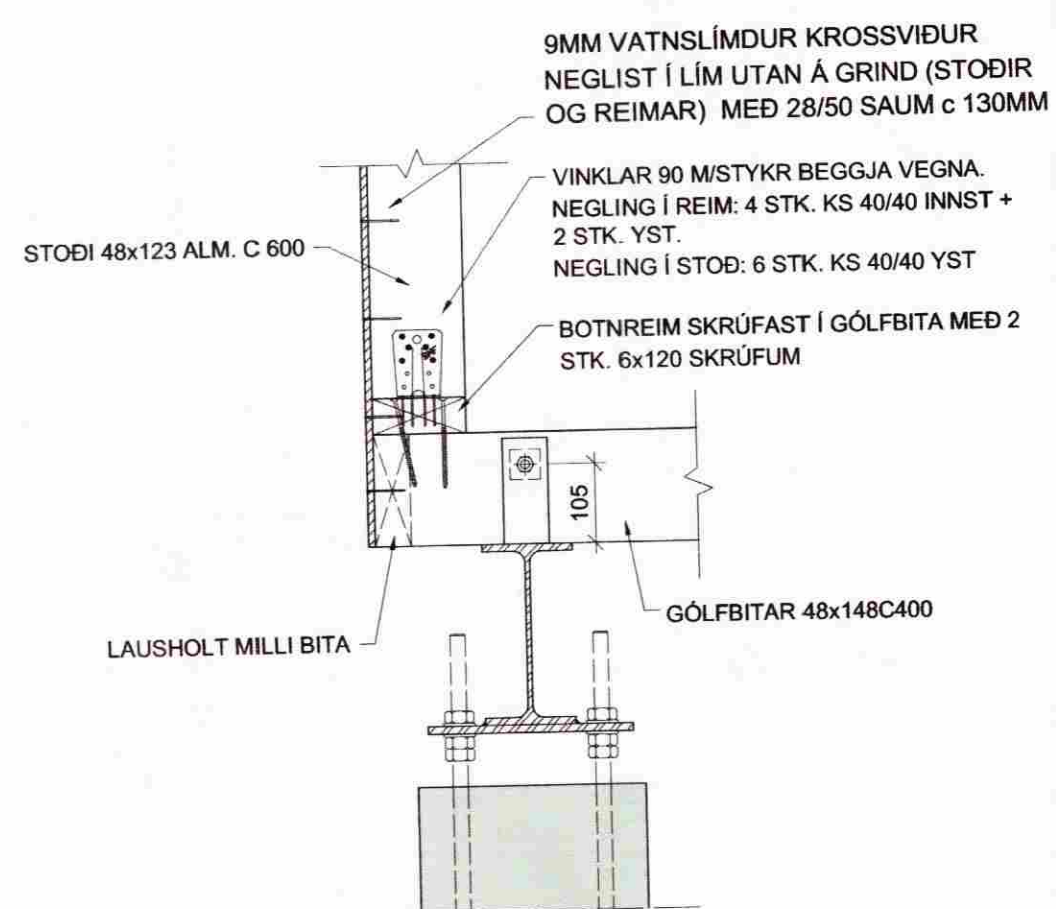 9MM VATNSLÍMDUR KROSSVIÐUR
NEGLIST Í LÍM UTAN Á GRIND (STOÐIR
OG REIMAR) MEÐ 28/50 SAUM c 130MM
VINKLAR 90 M/STYKR BEGGJA VEGNA.
NEGLING Í REIM: 4 STK. KS 40/40 INNST +
2 STK. YST.
NEGLING Í STOÐ: 6 STK. KS 40/40 YST
STOÐI 48x123 ALM. C 600
BOTNREIM SKRÚFAST Í GÓLFBITA MEÐ 2
STK. 6x120 SKRÚFUM
105
GÓLFBITAR 48x148C400
LAUSHOLT MILLI BITA